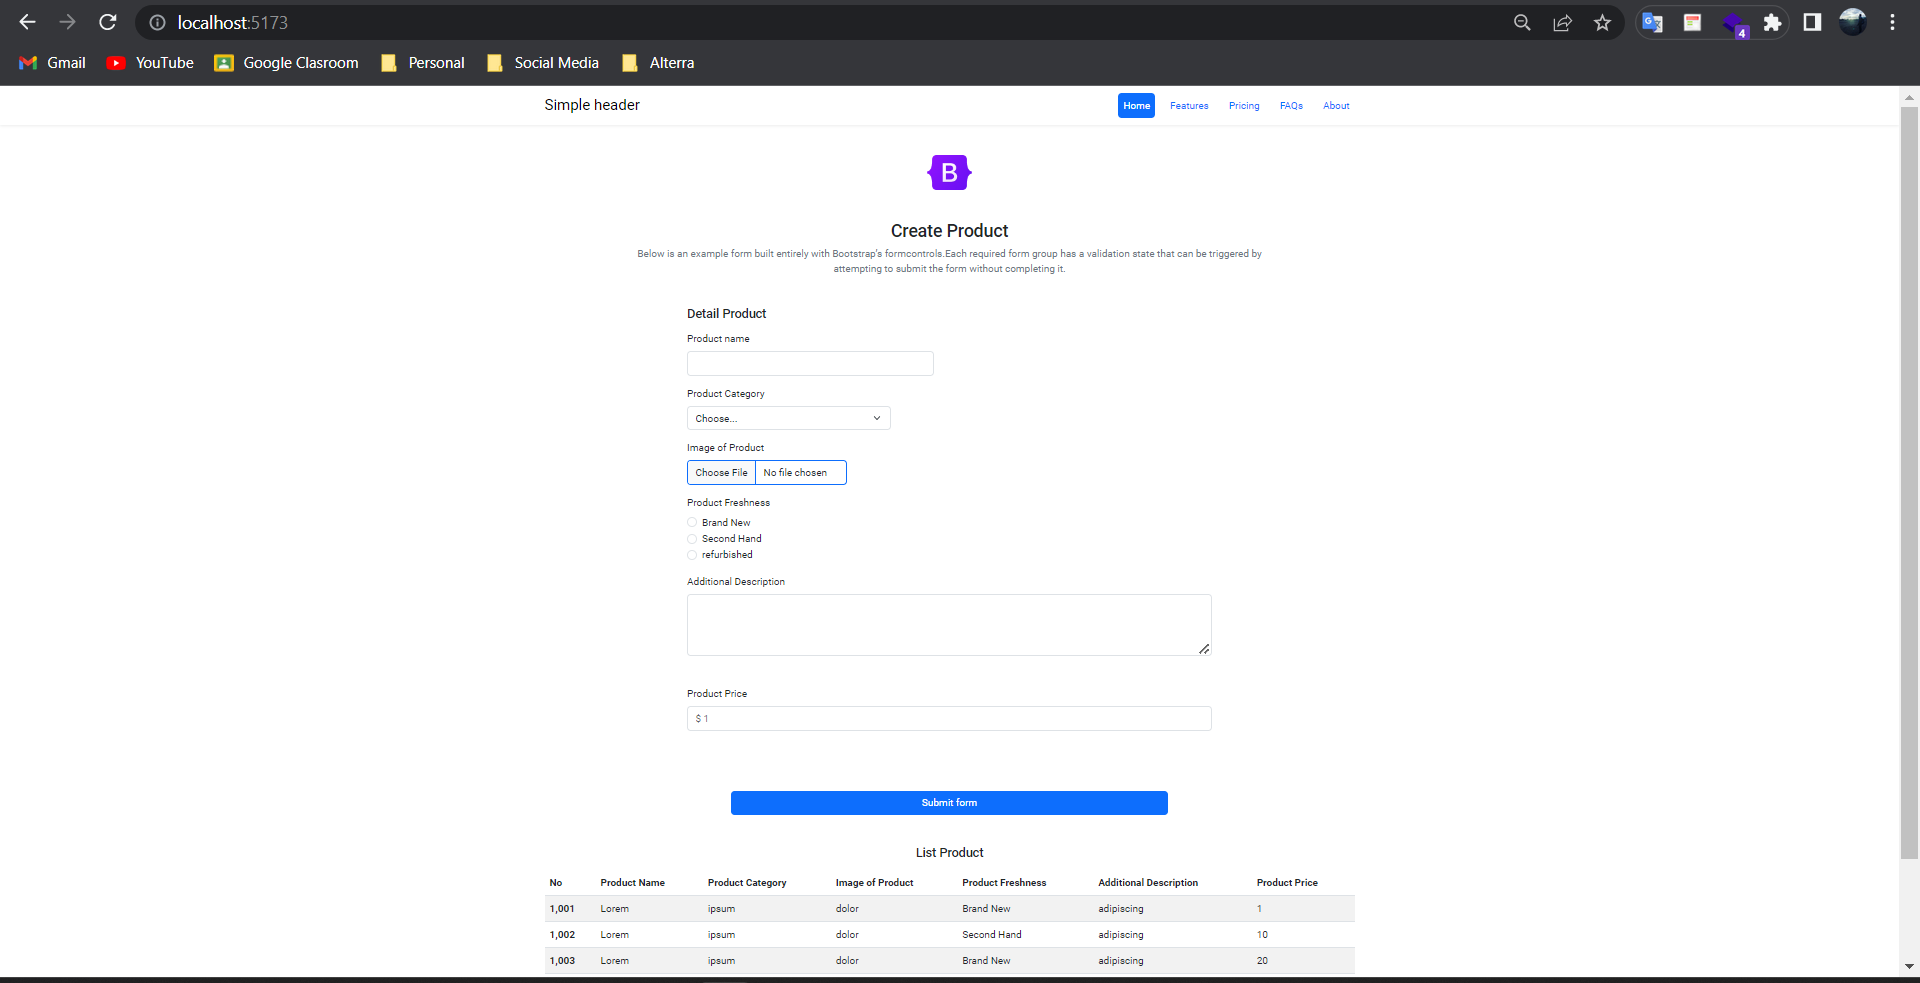 localhost:5173
4
Gmail YouTube Google Clasroom Personal Social Media Alterra
Simple header Home Features Pricing FAQs About
B
Create Product
Below is an example form built entirely with Bootstrap's formcontrols.Each required form group has a validation state that can be triggered by
attempting to submit the form without completing it.
Detail Product
Product name
Product Category
Choose...
Image of Product
Choose File No file chosen
Product Freshness
Brand New
Second Hand
refurbished
Additional Description
Product Price
$ 1
Submit form
List Product
No Product Name Product Category Image of Product Product Freshness Additional Description Product Price
1,001 Lorem ipsum dolor Brand New adipiscing 1
1,002 Lorem ipsum dolor Second Hand adipiscing 10
1,003 Lorem ipsum dolor Brand New adipiscing 20